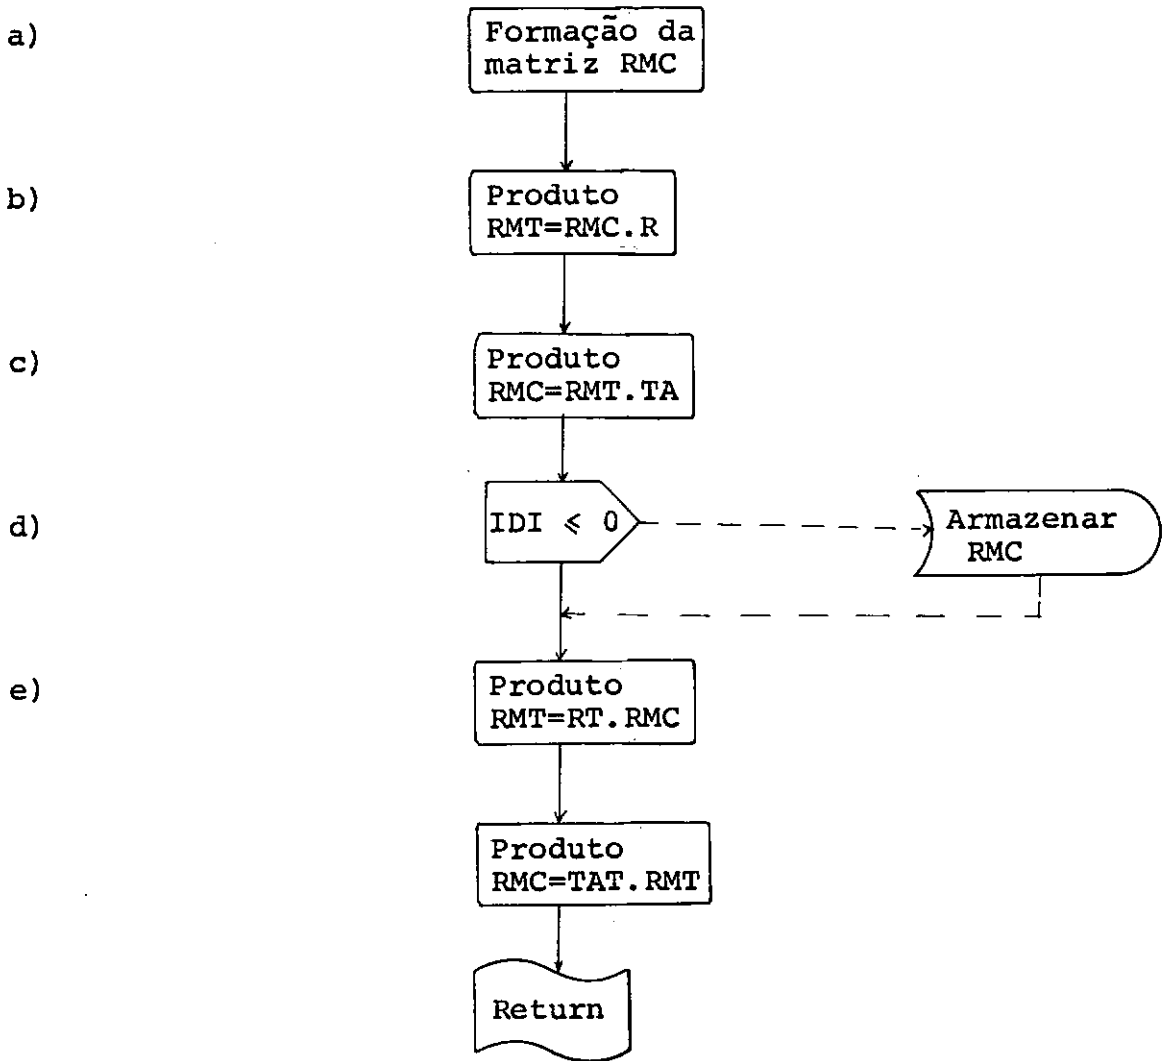 a)
Formação da
matriz RMC
b)
Produto
RMT=RMC.R
c)
Produto
RMC=RMT.TA
d)
IDI ⩽ 0
Armazenar
RMC
e)
Produto
RMT=RT.RMC
Produto
RMC=TAT.RMT
Return